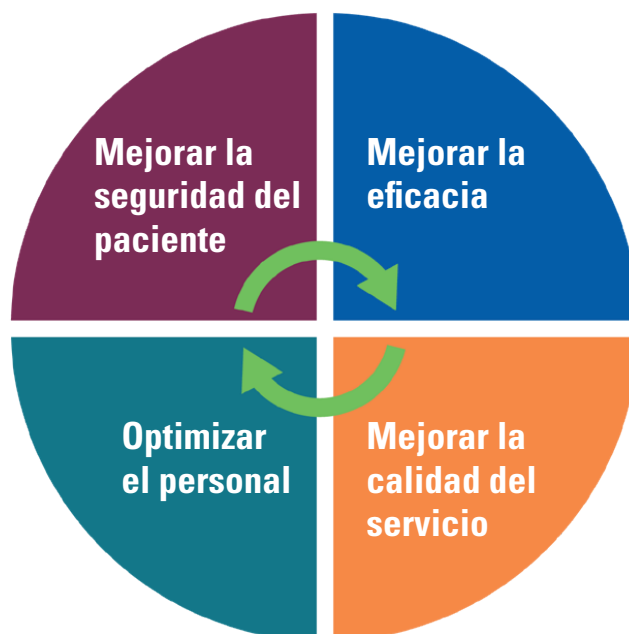 Mejorar la
seguridad del
paciente
Mejorar la
eficacia
Optimizar
el personal
Mejorar la
calidad del
servicio